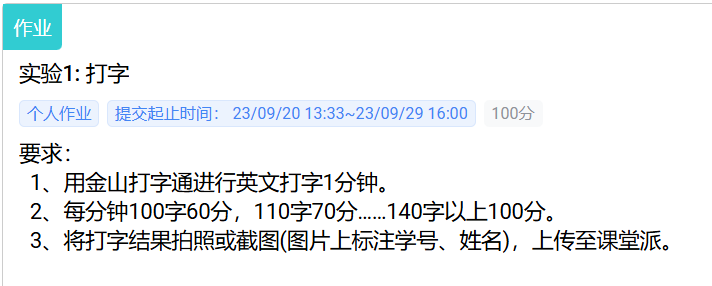 作业
实验1: 打字
个人作业 提交起止时间： 23/09/20 13:33~23/09/29 16:00 100分
要求：
1、用金山打字通进行英文打字1分钟。
2、每分钟100字60分，110字70分……140字以上100分。
3、将打字结果拍照或截图(图片上标注学号、姓名)，上传至课堂派。